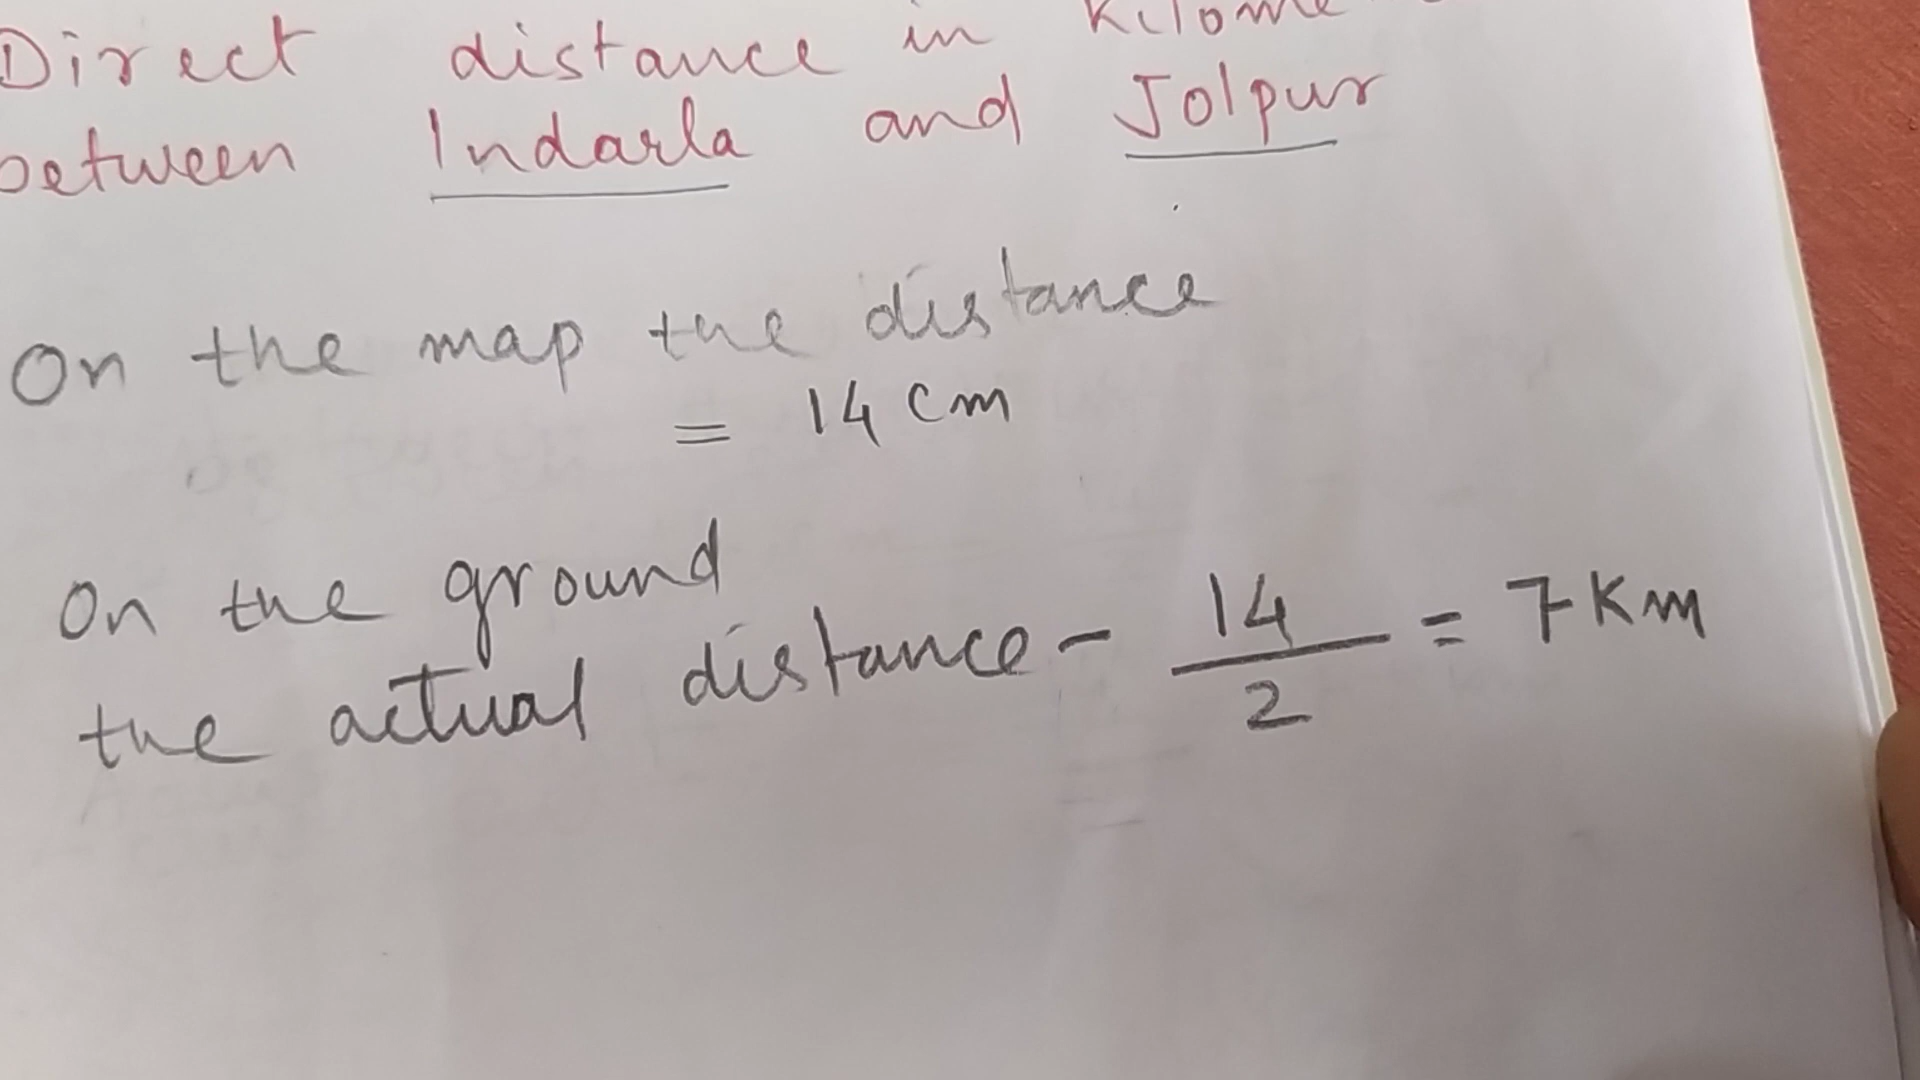 Direct distance in Kilome
between Indarla and Jolpur
On the map the distance
= 14 cm
On the ground
the actual distance - 14/2 = 7 Km